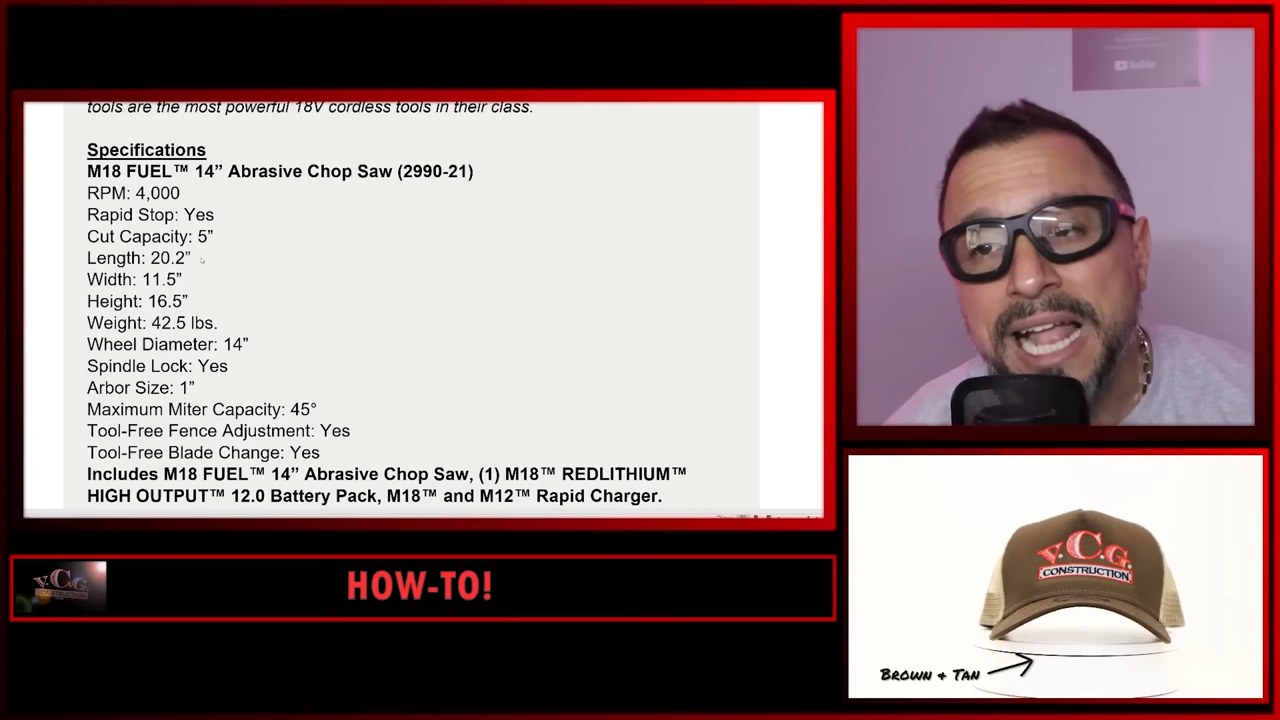 tools are the most powerful 18V cordless tools in their class.
Specifications
M18 FUEL™ 14” Abrasive Chop Saw (2990-21)
RPM: 4,000
Rapid Stop: Yes
Cut Capacity: 5”
Length: 20.2”
Width: 11.5”
Height: 16.5”
Weight: 42.5 lbs.
Wheel Diameter: 14”
Spindle Lock: Yes
Arbor Size: 1”
Maximum Miter Capacity: 45°
Tool-Free Fence Adjustment: Yes
Tool-Free Blade Change: Yes
Includes M18 FUEL™ 14” Abrasive Chop Saw, (1) M18™ REDLITHIUM™
HIGH OUTPUT™ 12.0 Battery Pack, M18™ and M12™ Rapid Charger.
YouTube
V.C.G.
CONSTRUCTION
HOW-TO!
V.C.G.
CONSTRUCTION
BROWN & TAN